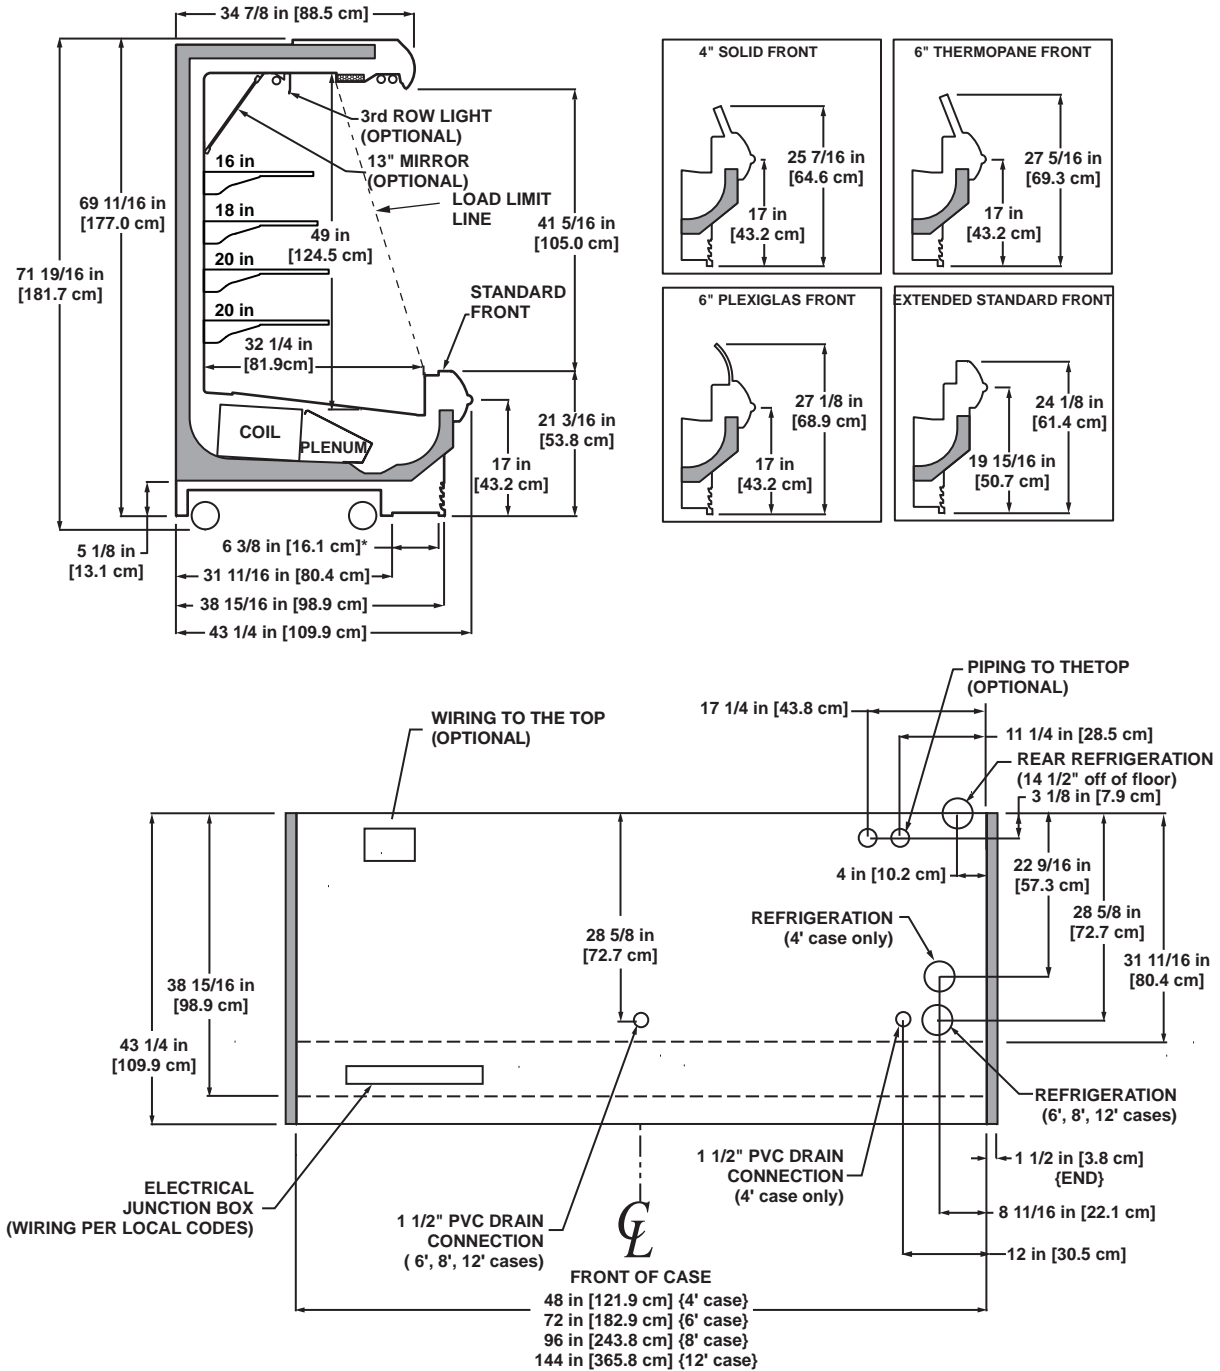 34 7/8 in [88.5 cm]
3rd ROW LIGHT
(OPTIONAL)
13" MIRROR
(OPTIONAL)
16 in
18 in
20 in
20 in
LOAD LIMIT
LINE
69 11/16 in
[177.0 cm]
49 in
[124.5 cm]
41 5/16 in
[105.0 cm]
71 19/16 in
[181.7 cm]
STANDARD
FRONT
32 1/4 in
[81.9cm]
COIL
PLENUM
21 3/16 in
[53.8 cm]
17 in
[43.2 cm]
5 1/8 in
[13.1 cm]
6 3/8 in [16.1 cm]*
31 11/16 in [80.4 cm]
38 15/16 in [98.9 cm]
43 1/4 in [109.9 cm]
4" SOLID FRONT
25 7/16 in
[64.6 cm]
17 in
[43.2 cm]
6" THERMOPANE FRONT
27 5/16 in
[69.3 cm]
17 in
[43.2 cm]
6" PLEXIGLAS FRONT
27 1/8 in
[68.9 cm]
17 in
[43.2 cm]
EXTENDED STANDARD FRONT
24 1/8 in
[61.4 cm]
19 15/16 in
[50.7 cm]
PIPING TO THETOP
(OPTIONAL)
17 1/4 in [43.8 cm]
WIRING TO THE TOP
(OPTIONAL)
11 1/4 in [28.5 cm]
REAR REFRIGERATION
(14 1/2" off of floor)
3 1/8 in [7.9 cm]
4 in [10.2 cm]
22 9/16 in
[57.3 cm]
28 5/8 in
[72.7 cm]
REFRIGERATION
(4' case only)
28 5/8 in
[72.7 cm]
31 11/16 in
[80.4 cm]
38 15/16 in
[98.9 cm]
43 1/4 in
[109.9 cm]
REFRIGERATION
(6', 8', 12' cases)
1 1/2" PVC DRAIN
CONNECTION
(4' case only)
1 1/2 in [3.8 cm]
{END}
ELECTRICAL
JUNCTION BOX
(WIRING PER LOCAL CODES)
1 1/2" PVC DRAIN
CONNECTION
( 6', 8', 12' cases)
8 11/16 in [22.1 cm]
12 in [30.5 cm]
CL
FRONT OF CASE
48 in [121.9 cm] {4' case}
72 in [182.9 cm] {6' case}
96 in [243.8 cm] {8' case}
144 in [365.8 cm] {12' case}